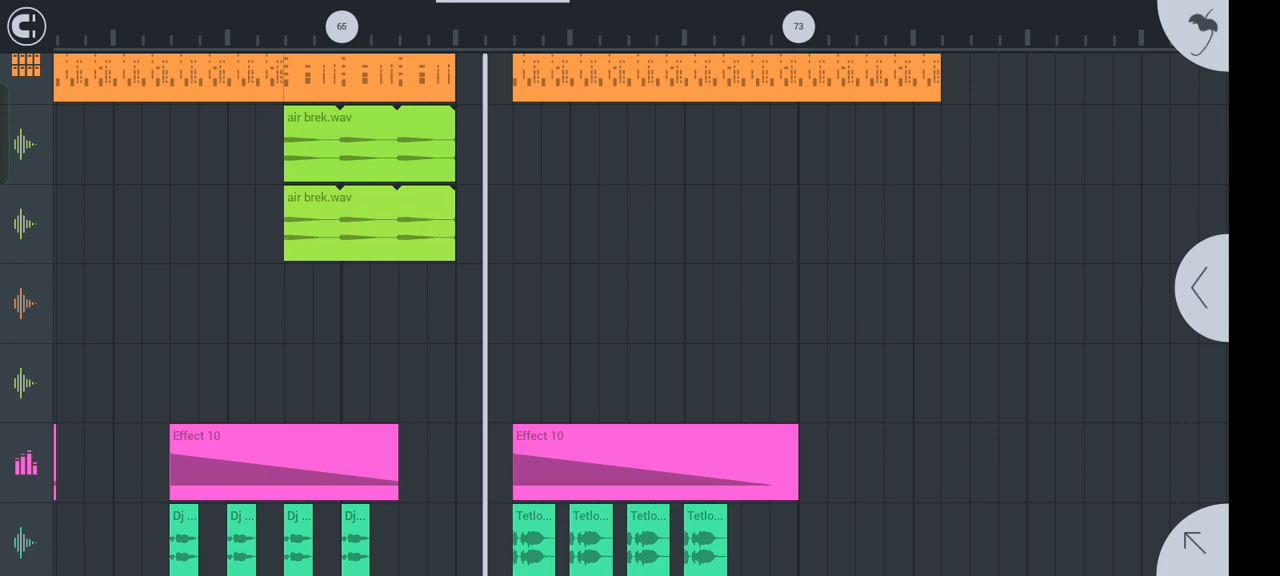 65
73
air brek.wav
air brek.wav
Effect 10
Effect 10
Dj ...
Dj ...
Dj ...
Dj...
Tetlo...
Tetlo...
Tetlo...
Tetlo...